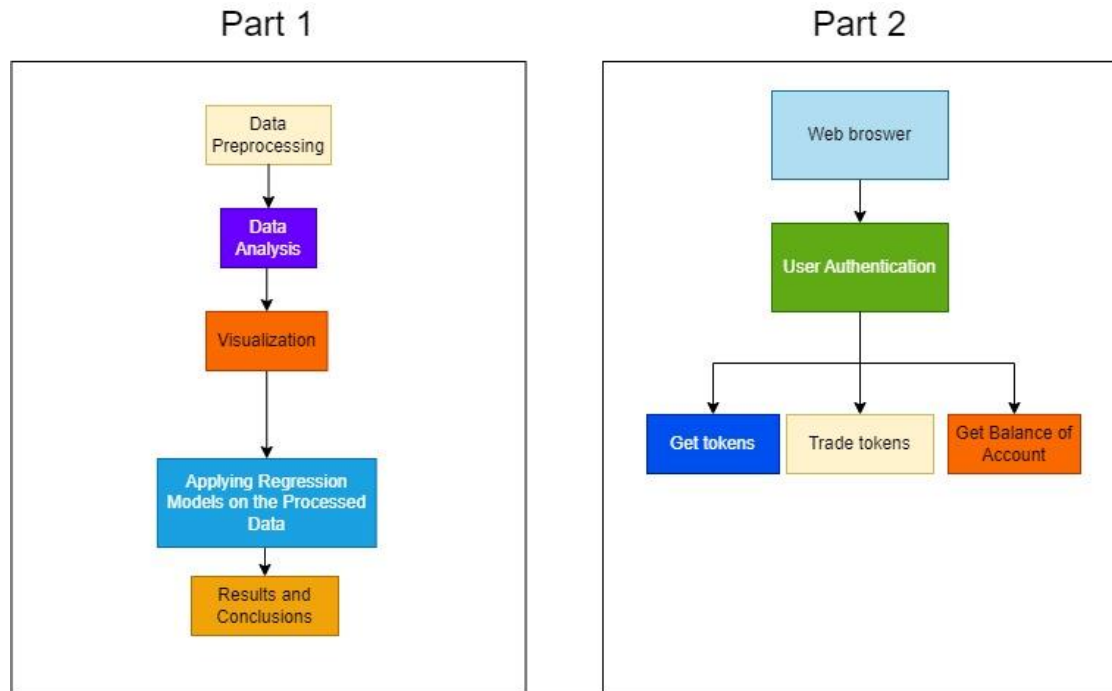 Part 1
Data
Preprocessing
Data
Analysis
Visualization
Applying Regression
Models on the Processed
Data
Results and
Conclusions
Part 2
Web broswer
User Authentication
Get tokens
Trade tokens
Get Balance of
Account